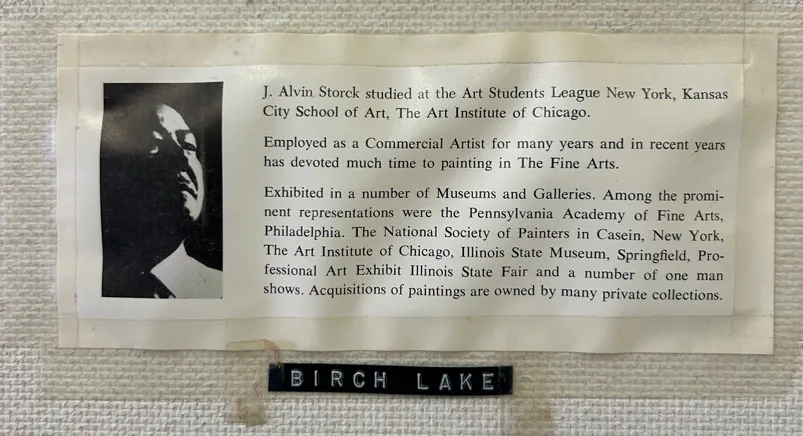 J. Alvin Storck studied at the Art Students League New York, Kansas
City School of Art, The Art Institute of Chicago.
Employed as a Commercial Artist for many years and in recent years
has devoted much time to painting in The Fine Arts.
Exhibited in a number of Museums and Galleries. Among the promi-
nent representations were the Pennsylvania Academy of Fine Arts,
Philadelphia. The National Society of Painters in Casein, New York,
The Art Institute of Chicago, Illinois State Museum, Springfield, Pro-
fessional Art Exhibit Illinois State Fair and a number of one man
shows. Acquisitions of paintings are owned by many private collections.
BIRCH LAKE